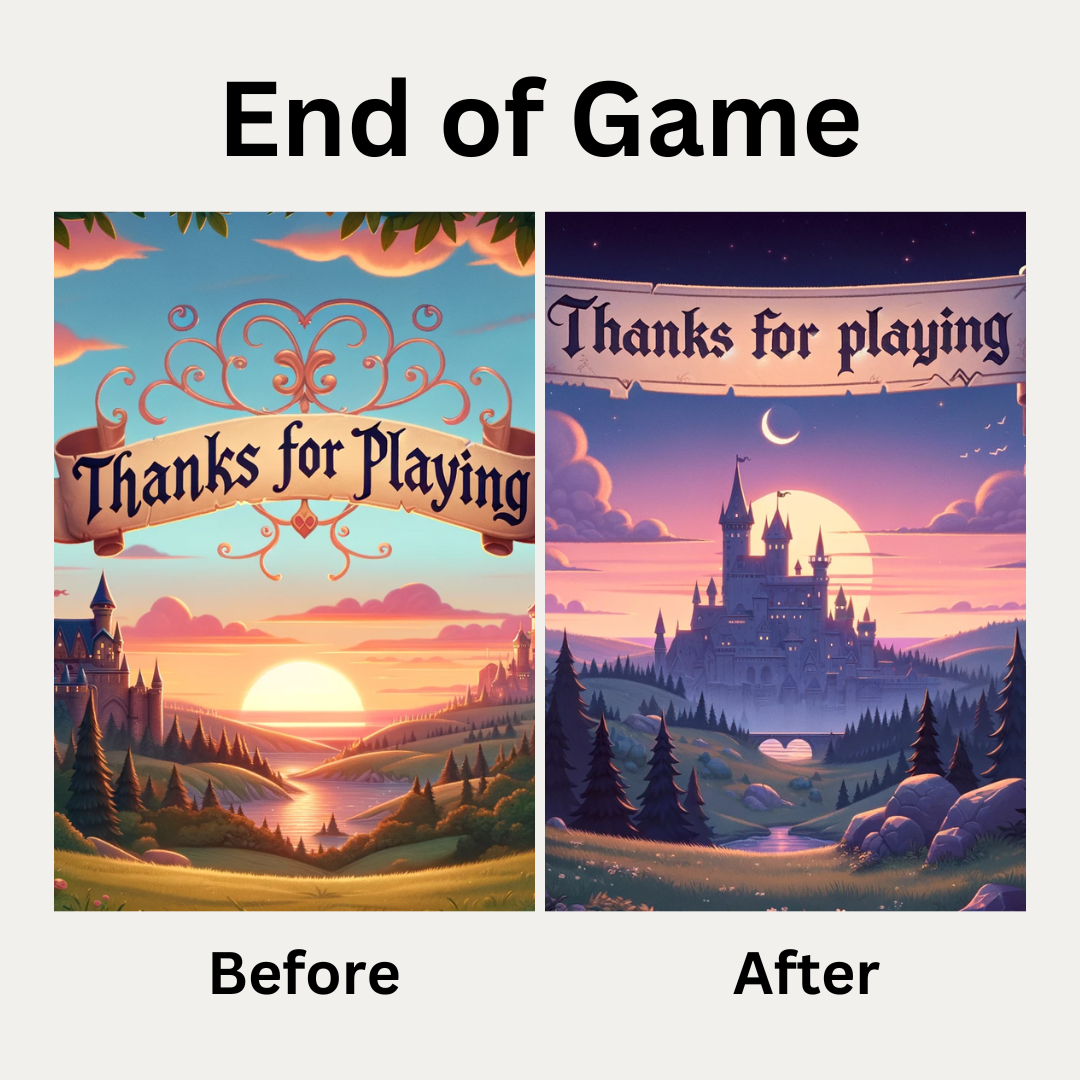 End of Game
Thanks for Playing
Thanks for playing
Before
After